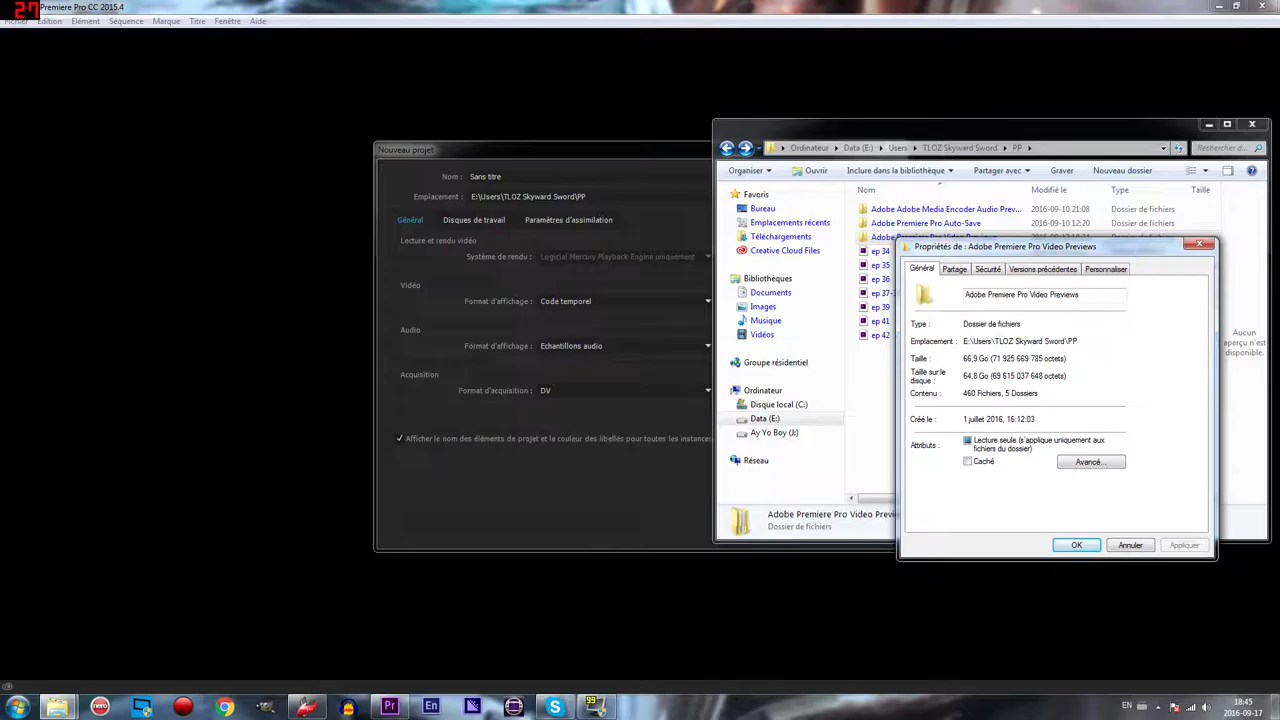 27
Premiere Pro CC 2015.4
Fichier Edition Elément Séquence Marque Titre Fenêtre Aide
Nouveau projet
Nom : Sans titre
Emplacement : E:\Users\TLOZ Skyward Sword\PP
Général Disques de travail Paramètres d'assimilation
Lecture et rendu vidéo
Système de rendu : Logiciel Mercury Playback Engine uniquement
Vidéo
Format d'affichage : Code temporel
Audio
Format d'affichage : Echantillons audio
Acquisition
Format d'acquisition : DV
Afficher le nom des éléments de projet et la couleur des libellés pour toutes les instances
Ordinateur Data (E:) Users TLOZ Skyward Sword PP
Rechercher d...
Organiser Ouvrir Inclure dans la bibliothèque Partager avec Graver Nouveau dossier
Favoris
Bureau
Emplacements récents
Téléchargements
Creative Cloud Files
Bibliothèques
Documents
Images
Musique
Vidéos
Groupe résidentiel
Ordinateur
Disque local (C:)
Data (E:)
Ay Yo Boy (J:)
Réseau
Nom Modifié le Type Taille
Adobe Adobe Media Encoder Audio Prev... 2016-09-10 21:08 Dossier de fichiers
Adobe Premiere Pro Auto-Save 2016-09-10 12:20 Dossier de fichiers
ep 34
ep 35
ep 36
ep 37-
ep 39
ep 41
ep 42
Aucun
aperçu n'est
disponible.
Adobe Premiere Pro Video Previe
Dossier de fichiers
Propriétés de : Adobe Premiere Pro Video Previews
Général Partage Sécurité Versions précédentes Personnaliser
Adobe Premiere Pro Video Previews
Type : Dossier de fichiers
Emplacement : E:\Users\TLOZ Skyward Sword\PP
Taille : 66,9 Go (71 925 669 785 octets)
Taille sur le disque : 64,8 Go (69 615 037 648 octets)
Contenu : 460 Fichiers, 5 Dossiers
Créé le : 1 juillet 2016, 16:12:03
Attributs : Lecture seule (s'applique uniquement aux
fichiers du dossier)
Caché Avancé...
OK Annuler Appliquer
nero
Pr
En
99
EN
18:45
2016-09-17